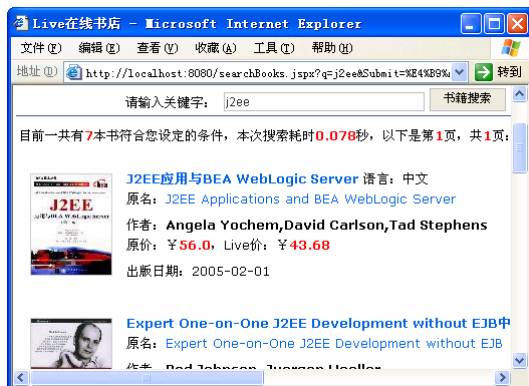 Live在线书店 - Microsoft Internet Explorer
文件(F) 编辑(E) 查看(V) 收藏(A) 工具(T) 帮助(H)
地址(D) http://localhost:8080/searchBooks.jspx?q=j2ee&Submit=%E4%B9% 转到
请输入关键字: j2ee 书籍搜索
目前一共有7本书符合您设定的条件，本次搜索耗时0.078秒，以下是第1页，共1页:
J2EE应用与BEA WebLogic Server 语言：中文
原名：J2EE Applications and BEA WebLogic Server
作者：Angela Yochem,David Carlson,Tad Stephens
原价：￥56.0，Live价：￥43.68
出版日期：2005-02-01
J2EE
Expert One-on-One J2EE Development without EJB中
原名：Expert One-on-One J2EE Development without EJB
作者：Rod Johnson,Juergen Hoeller